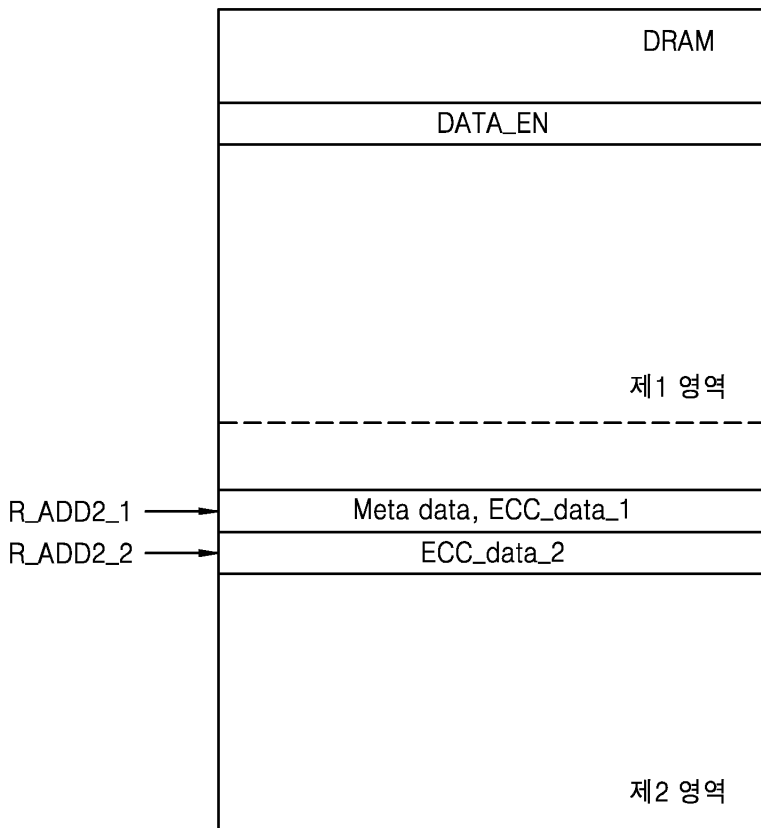 DRAM
DATA_EN
제1 영역
R_ADD2_1
Meta data, ECC_data_1
R_ADD2_2
ECC_data_2
제2 영역